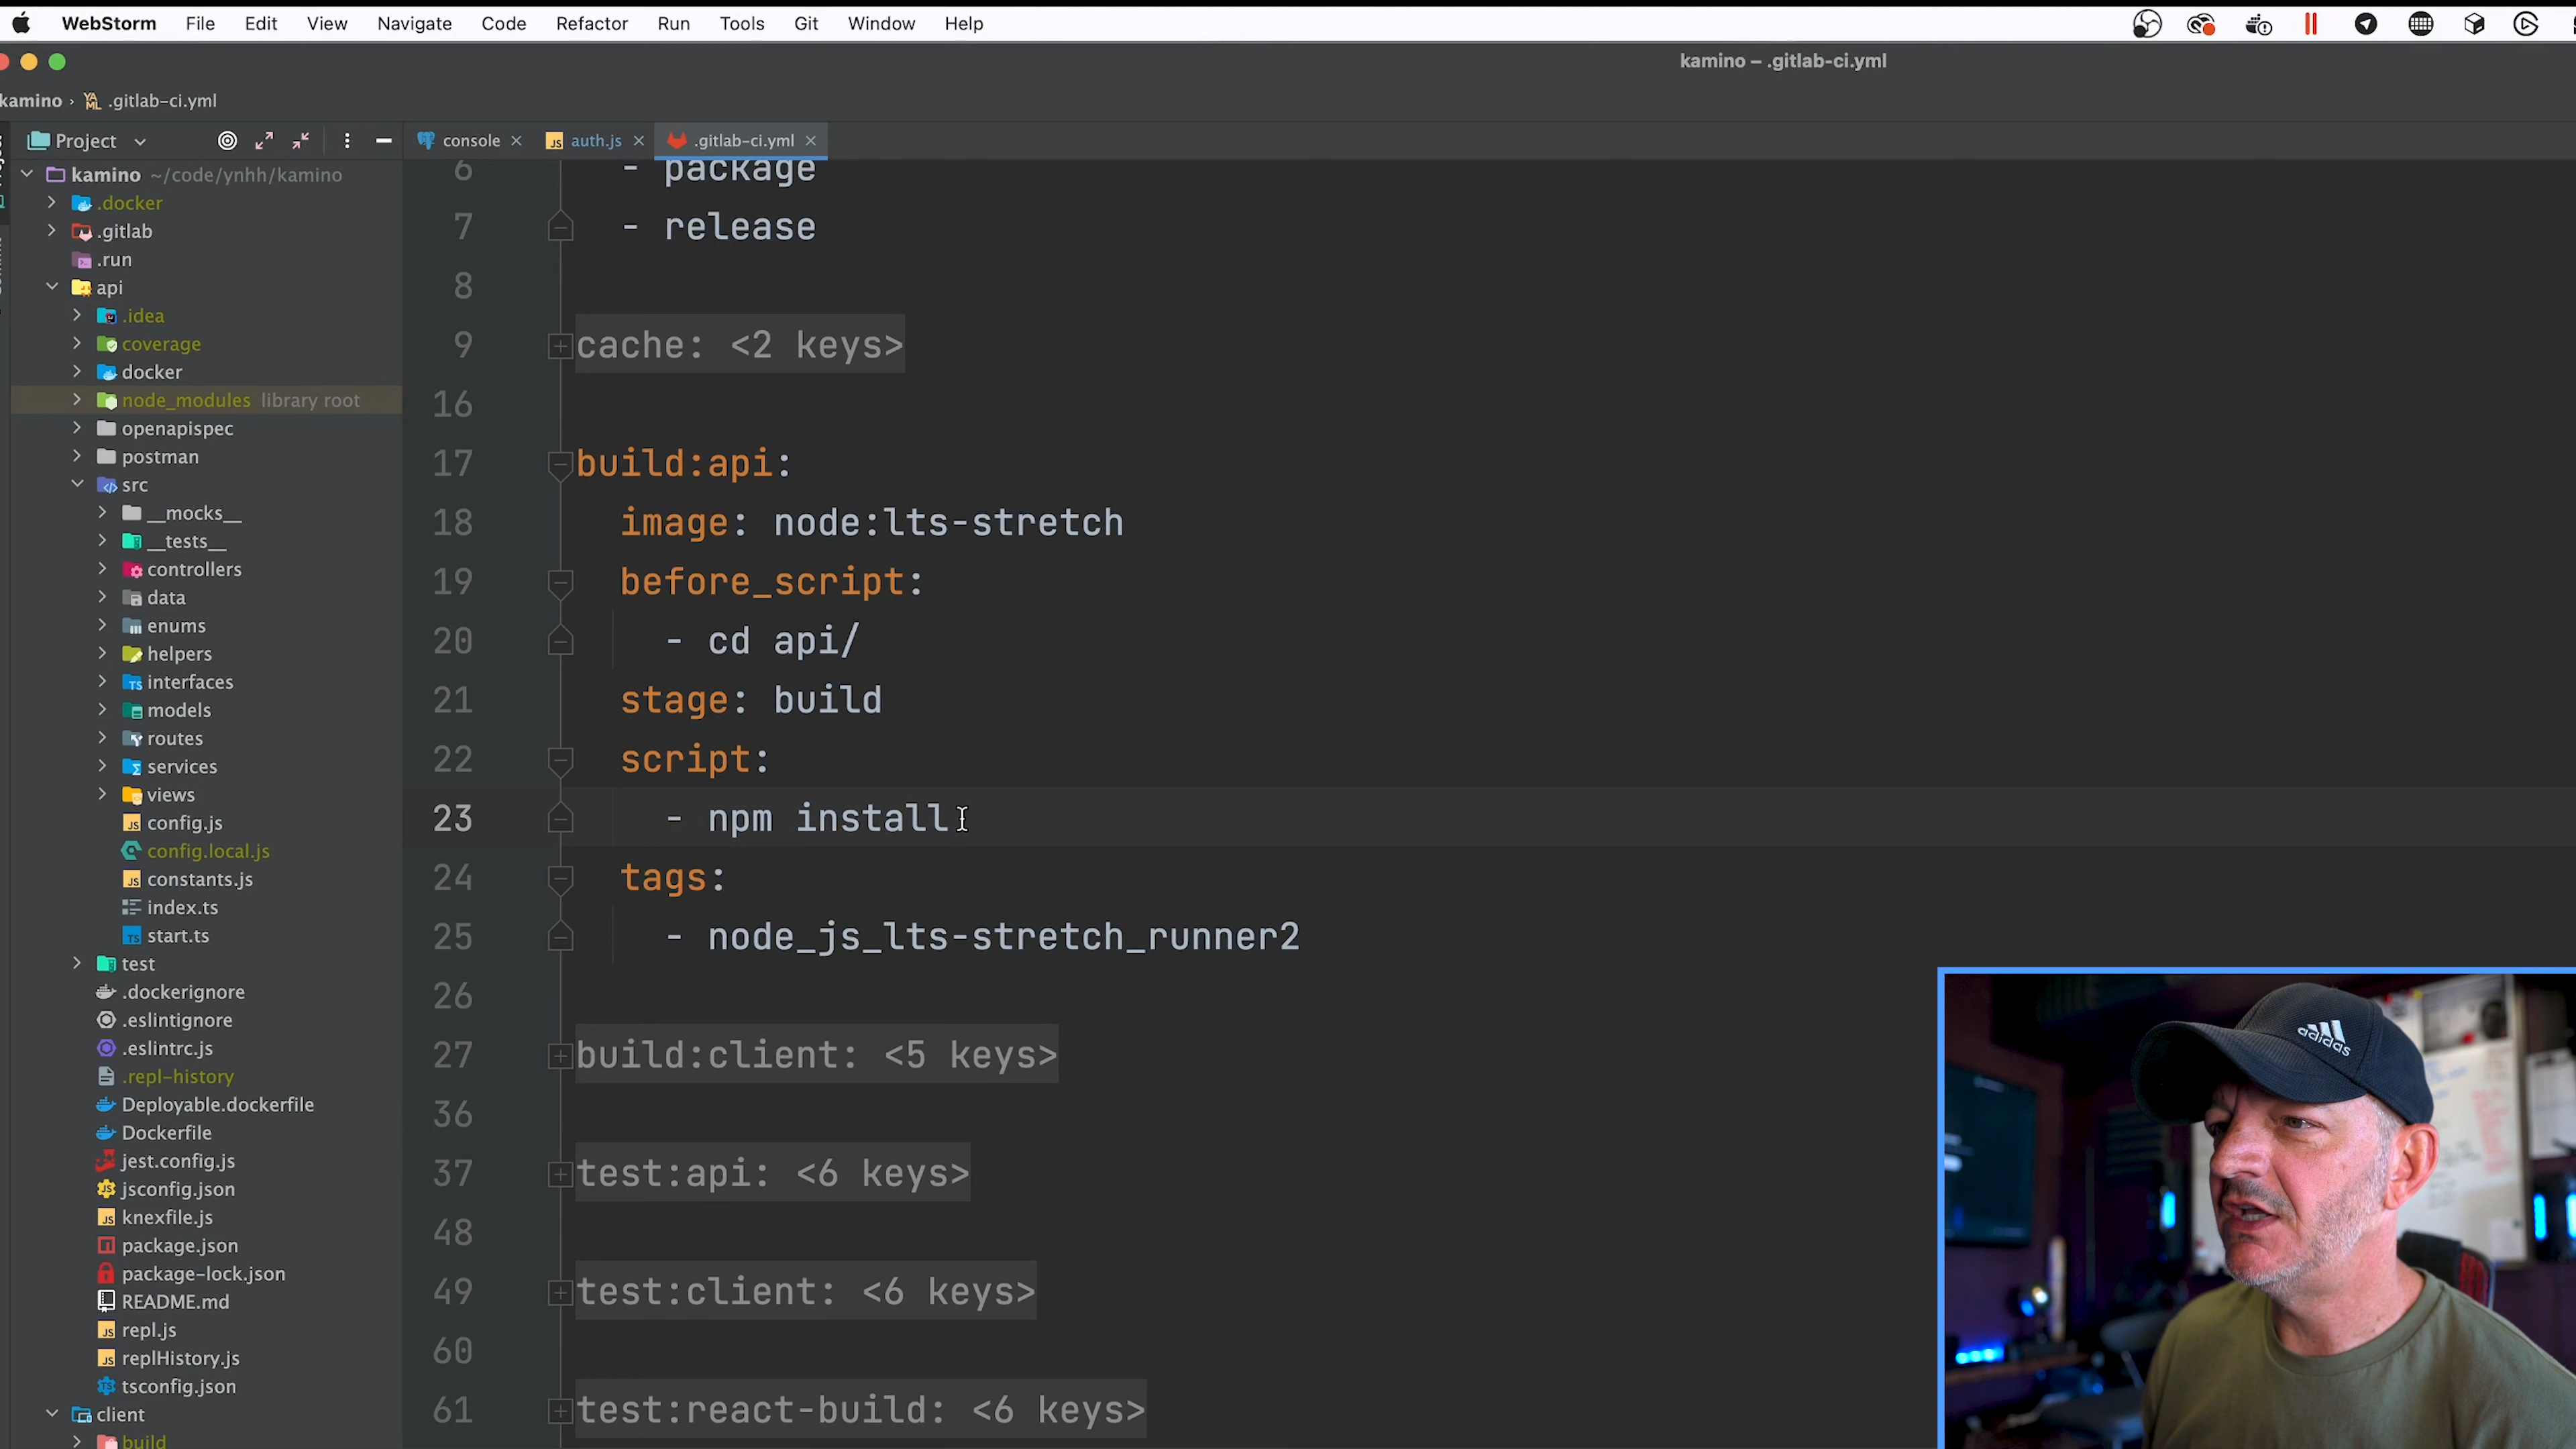 WebStorm File Edit View Navigate Code Refactor Run Tools Git Window Help
kamino – .gitlab-ci.yml
kamino › .gitlab-ci.yml
Project
console auth.js .gitlab-ci.yml
kamino ~/code/ynhh/kamino
.docker
.gitlab
.run
api
.idea
coverage
docker
node_modules library root
openapispec
postman
src
__mocks__
__tests__
controllers
data
enums
helpers
interfaces
models
routes
services
views
config.js
config.local.js
constants.js
index.ts
start.ts
test
.dockerignore
.eslintignore
.eslintrc.js
.repl-history
Deployable.dockerfile
Dockerfile
jest.config.js
jsconfig.json
knexfile.js
package.json
package-lock.json
README.md
repl.js
replHistory.js
tsconfig.json
client
build
6 - package
7 - release
8
9 cache: <2 keys>
16
17 build:api:
18 image: node:lts-stretch
19 before_script:
20 - cd api/
21 stage: build
22 script:
23 - npm install
24 tags:
25 - node_js_lts-stretch_runner2
26
27 build:client: <5 keys>
36
37 test:api: <6 keys>
48
49 test:client: <6 keys>
60
61 test:react-build: <6 keys>
adidas